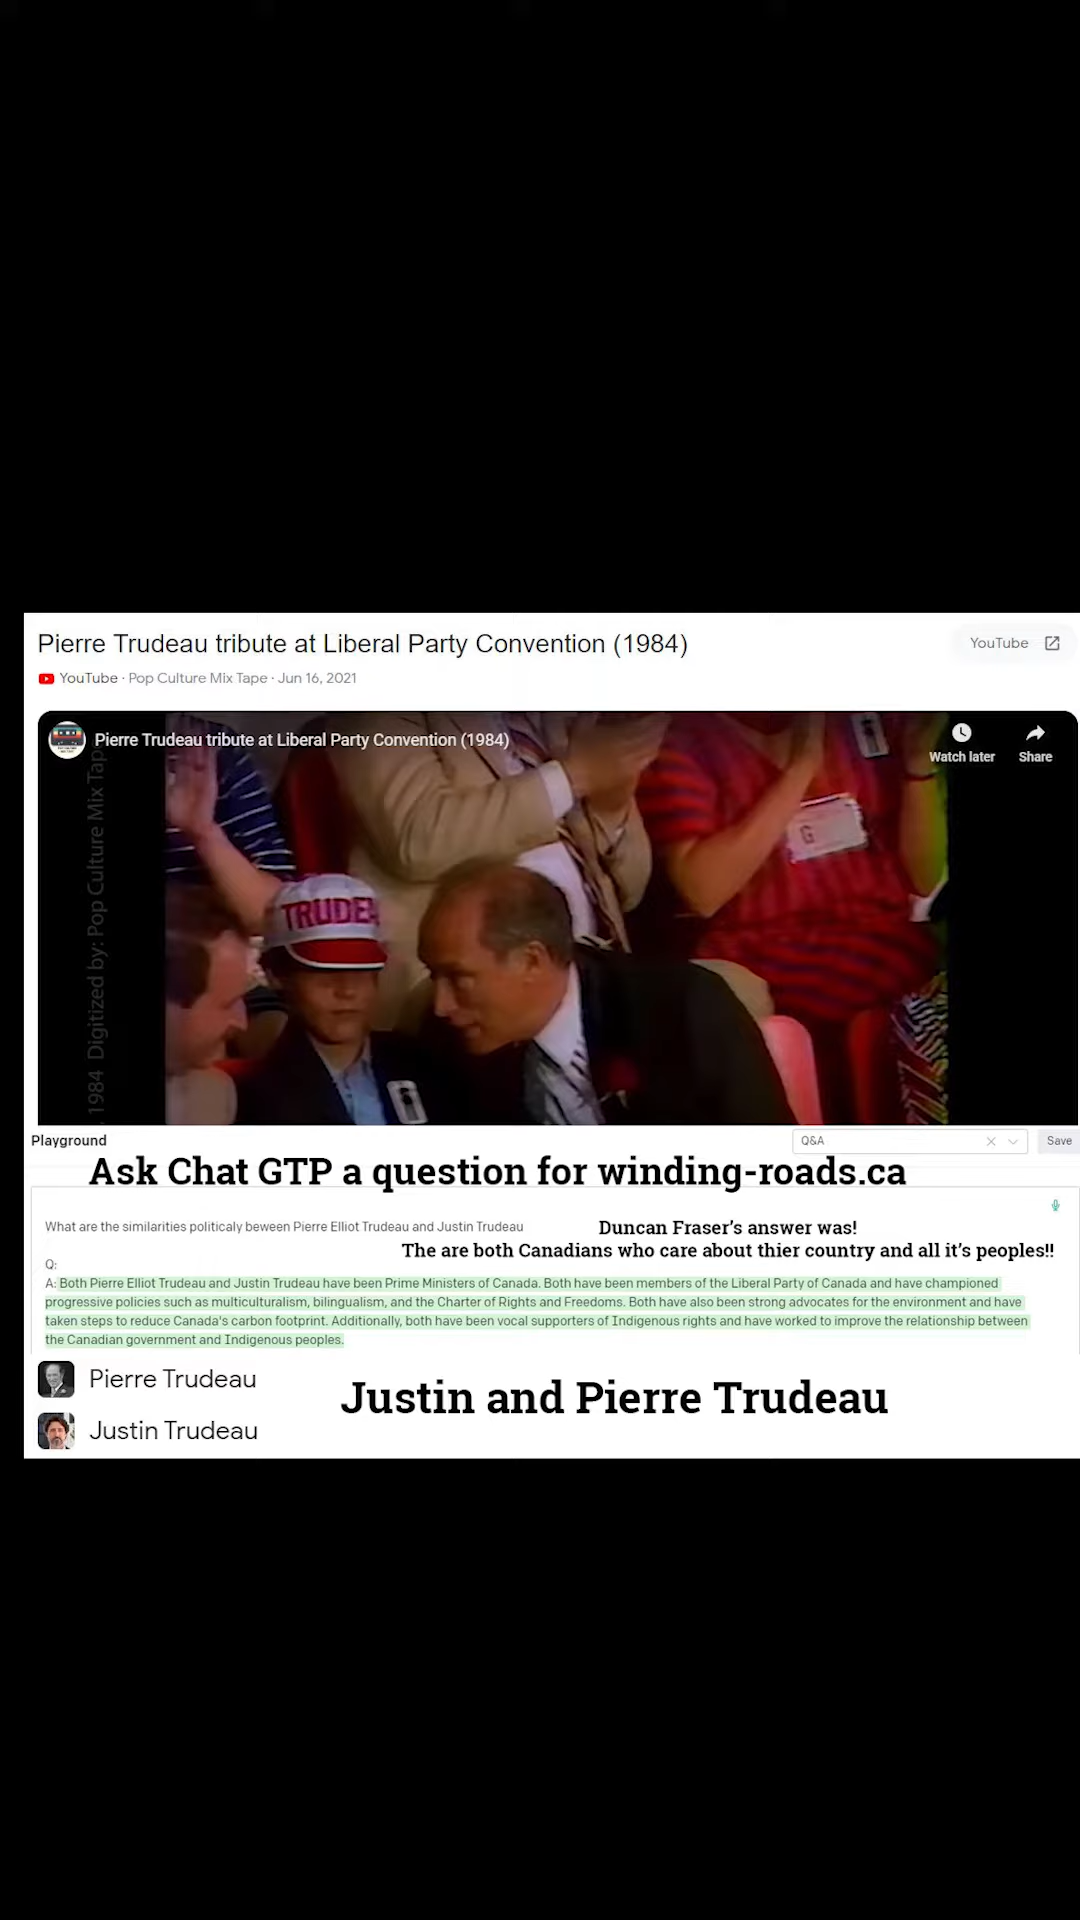 Pierre Trudeau tribute at Liberal Party Convention (1984)
YouTube
YouTube · Pop Culture Mix Tape · Jun 16, 2021
Pierre Trudeau tribute at Liberal Party Convention (1984)
Watch later
Share
1984 Digitized by: Pop Culture Mix Tap
G
TRUDEA
Playground
Q&A
Save
Ask Chat GTP a question for winding-roads.ca
What are the similarities politicaly beween Pierre Elliot Trudeau and Justin Trudeau
Duncan Fraser's answer was!
The are both Canadians who care about thier country and all it's peoples!!
Q:
A: Both Pierre Elliot Trudeau and Justin Trudeau have been Prime Ministers of Canada. Both have been members of the Liberal Party of Canada and have championed
progressive policies such as multiculturalism, bilingualism, and the Charter of Rights and Freedoms. Both have also been strong advocates for the environment and have
taken steps to reduce Canada's carbon footprint. Additionally, both have been vocal supporters of Indigenous rights and have worked to improve the relationship between
the Canadian government and Indigenous peoples.
Pierre Trudeau
Justin Trudeau
Justin and Pierre Trudeau